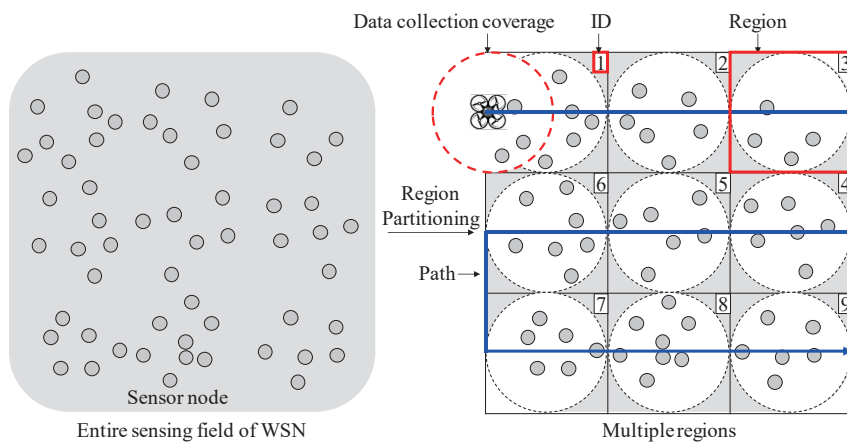 Data collection coverage
ID
Region
1
2
3
Region
Partitioning
6
5
4
Path
7
8
9
Sensor node
Entire sensing field of WSN
Multiple regions